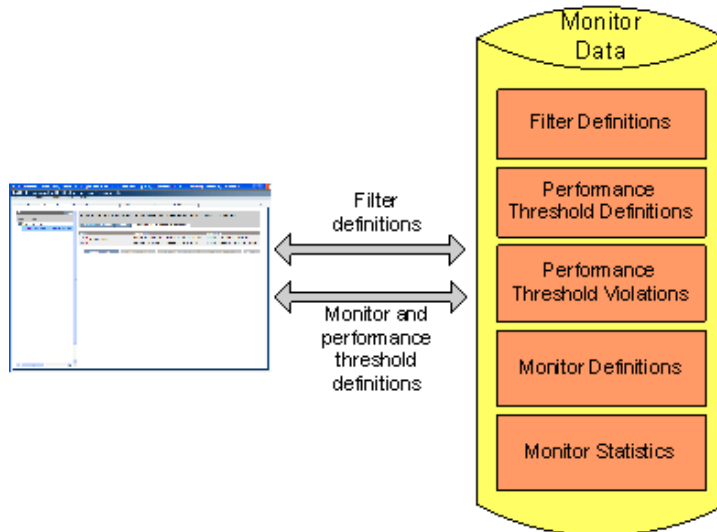 Monitor
Data
Filter Definitions
Performance
Threshold Definitions
Performance
Threshold Violations
Monitor Definitions
Monitor Statistics
Filter
definitions
Monitor and
performance
threshold
definitions